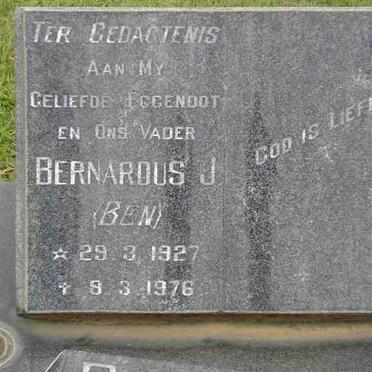 TER GEDAGTENIS
AAN MY
GELIEFDE EGGENOOT
EN ONS VADER
BERNARDUS J
(BEN)
☆ 29.3.1927
✝ 9.3.1976
GOD IS LIEF